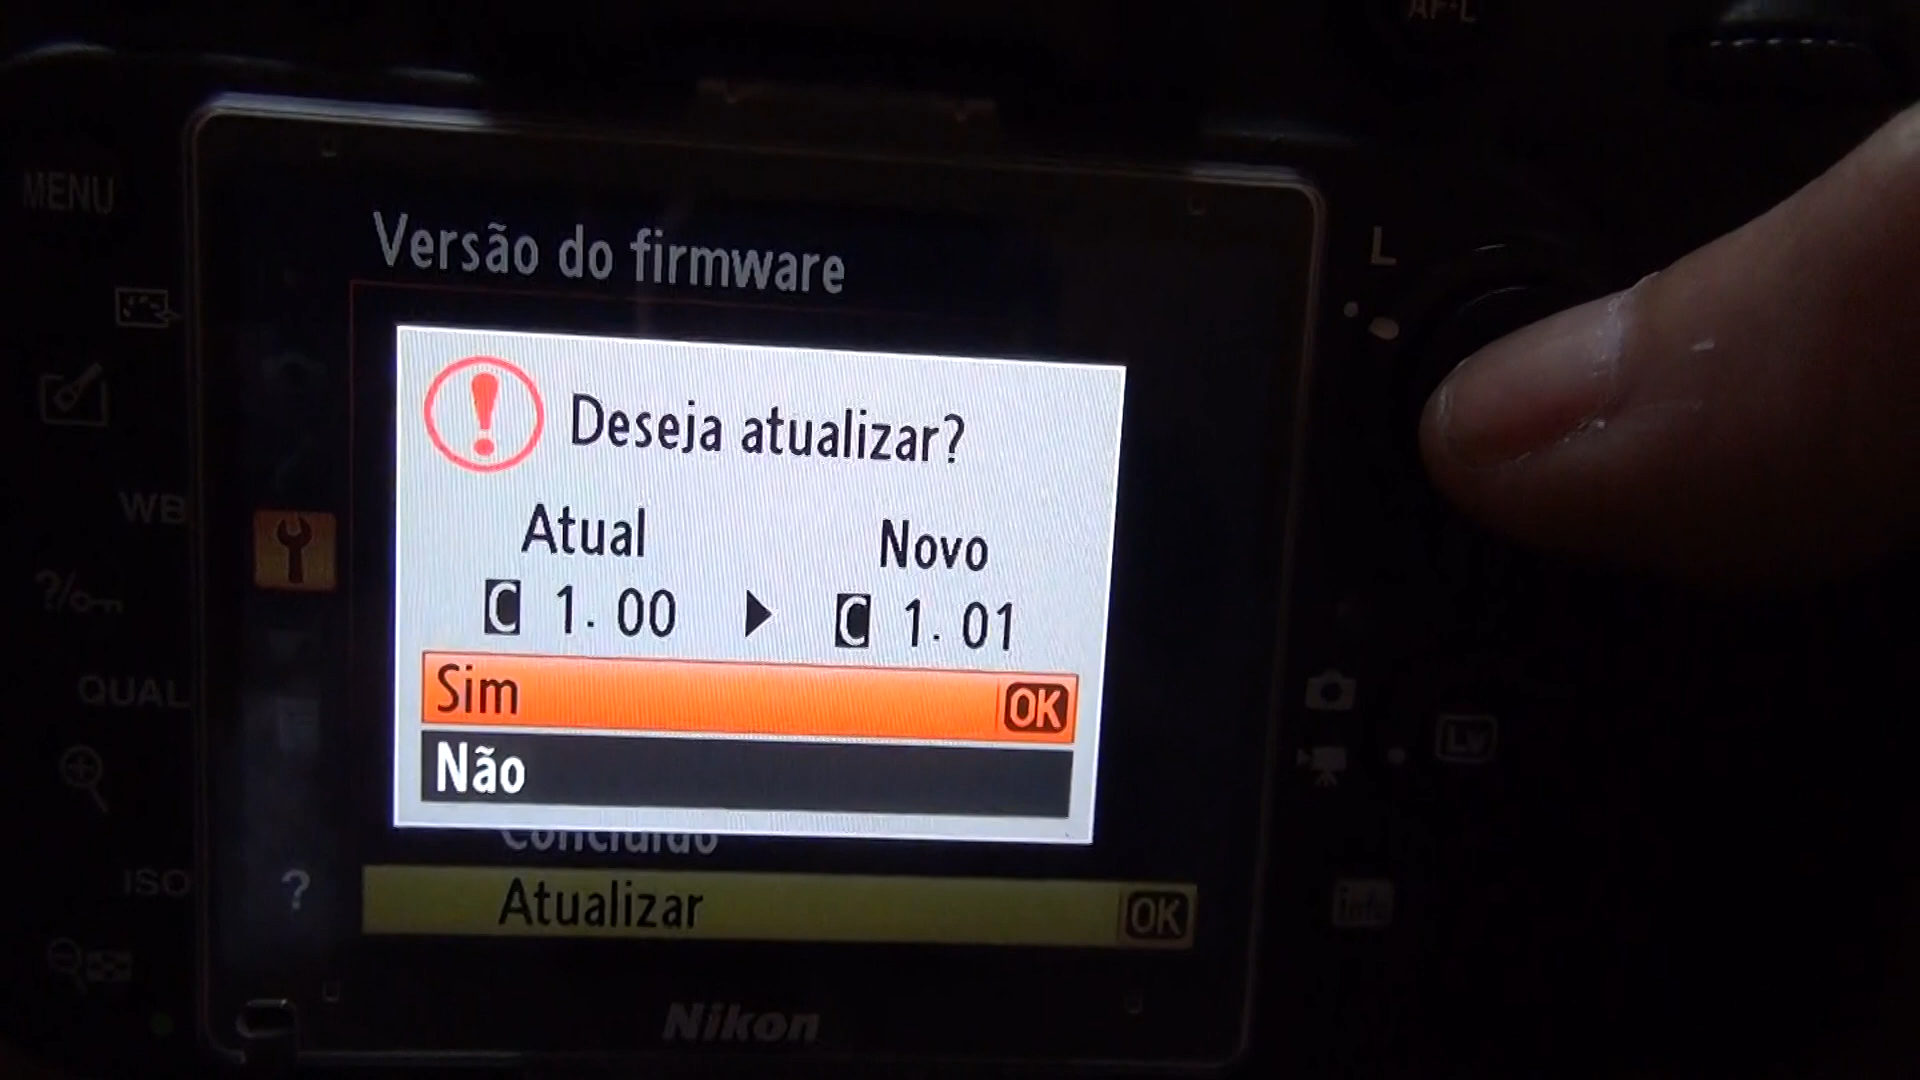 AF-L
MENU
Versão do firmware
L
Deseja atualizar?
Atual
Novo
C 1.00 ▶ C 1.01
WB
?/
Sim OK
QUAL
Não
Lv
Concluído
ISO
?
Atualizar OK
info
Nikon